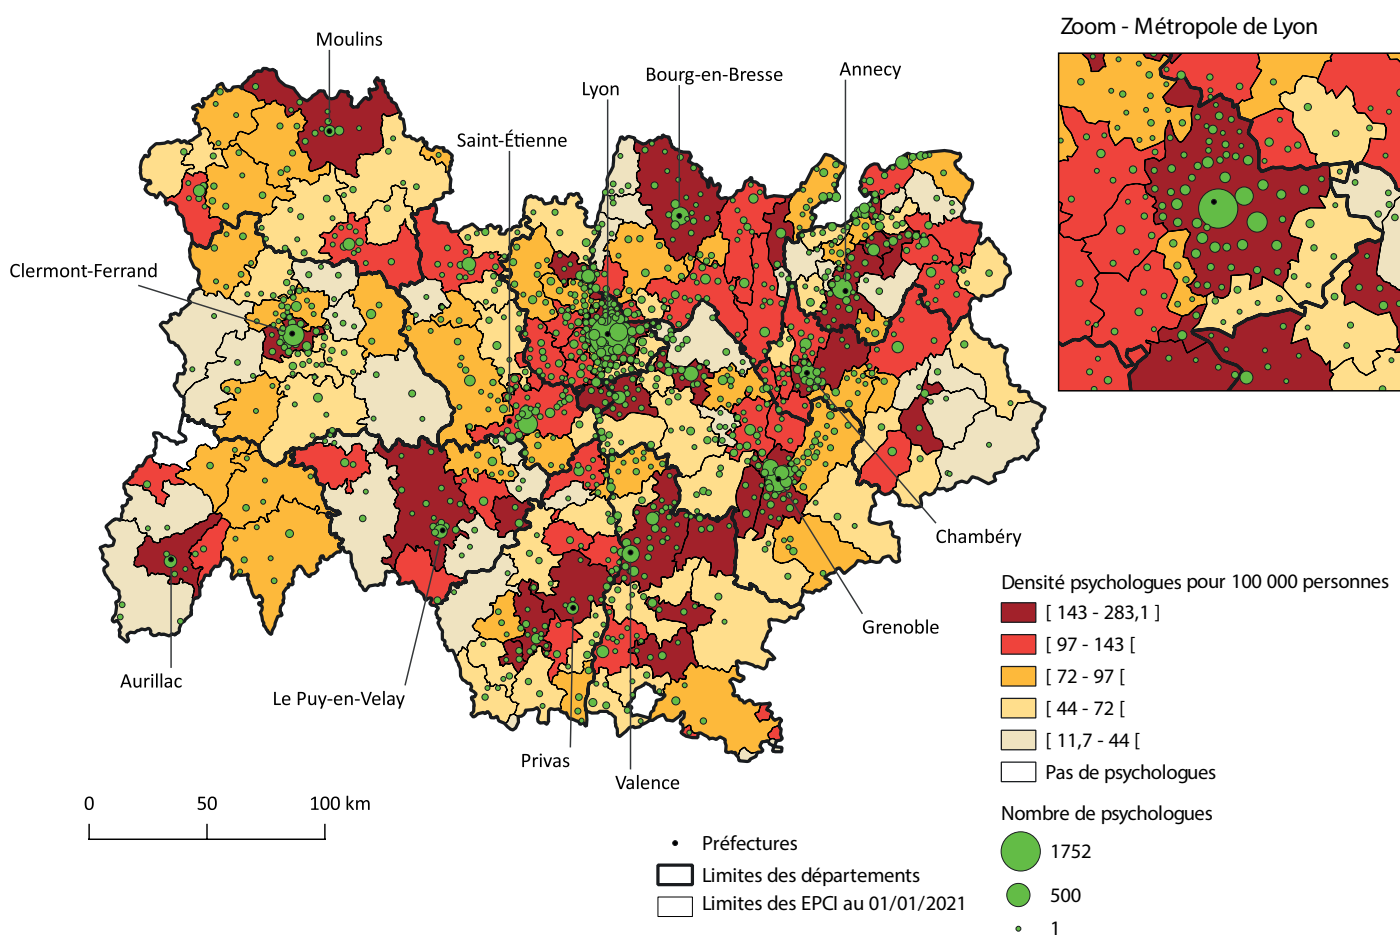 Zoom - Métropole de Lyon
Moulins
Bourg-en-Bresse
Annecy
Lyon
Saint-Étienne
Clermont-Ferrand
Chambéry
Grenoble
Aurillac
Le Puy-en-Velay
Privas
Valence
Densité psychologues pour 100 000 personnes
[ 143 - 283,1 ]
[ 97 - 143 [
[ 72 - 97 [
[ 44 - 72 [
[ 11,7 - 44 [
Pas de psychologues
Nombre de psychologues
1752
500
1
0 50 100 km
Préfectures
Limites des départements
Limites des EPCI au 01/01/2021